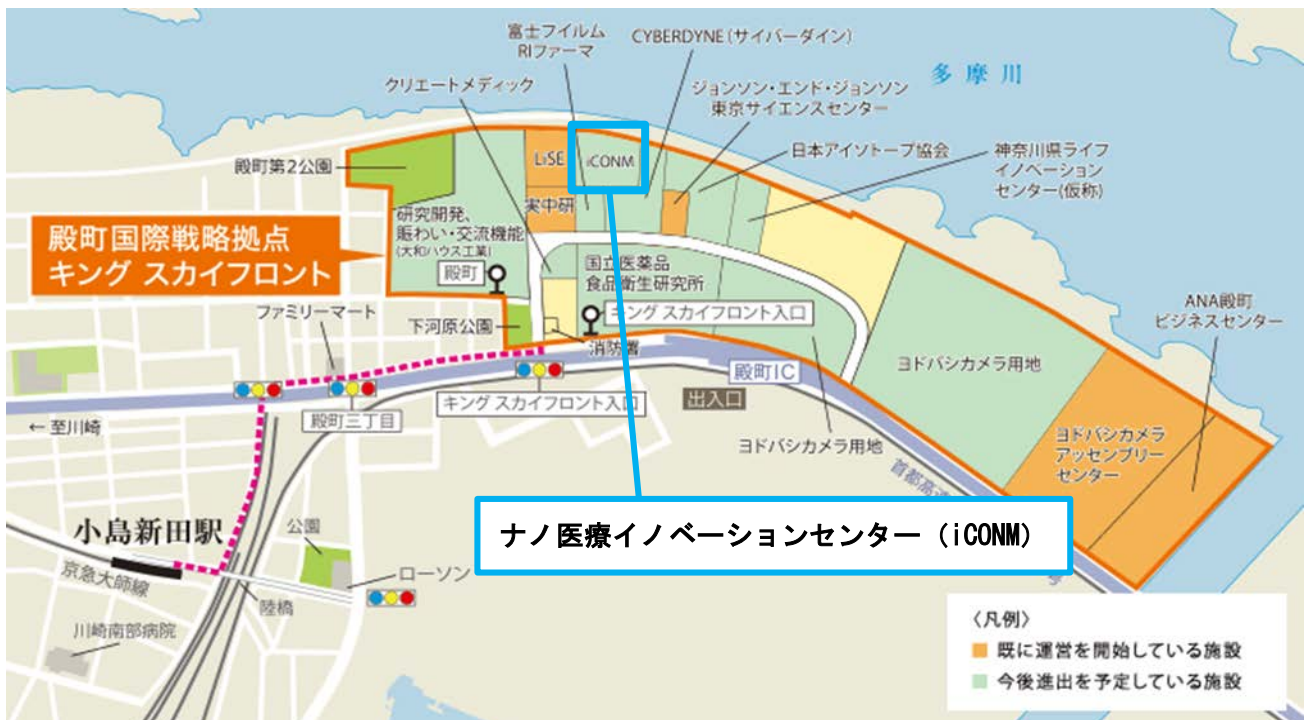 富士フイルム
RIファーマ
CYBERDYNE(サイバーダイン)
多摩川
クリエートメディック
ジョンソン・エンド・ジョンソン
東京サイエンスセンター
殿町第2公園
LiSE
iCONM
日本アイソトープ協会
神奈川県ライフ
イノベーション
センター(仮称)
実中研
研究開発、
賑わい・交流機能
(大和ハウス工業)
殿町国際戦略拠点
キング スカイフロント
殿町
国立医薬品
食品衛生研究所
ANA殿町
ビジネスセンター
ファミリーマート
下河原公園
キング スカイフロント入口
消防署
殿町IC
ヨドバシカメラ用地
出入口
殿町三丁目
キング スカイフロント入口
←至川崎
ヨドバシカメラ用地
ヨドバシカメラ
アッセンブリー
センター
首都高速
ナノ医療イノベーションセンター（iCONM）
小島新田駅
公園
京急大師線
ローソン
陸橋
川崎南部病院
〈凡例〉
既に運営を開始している施設
今後進出を予定している施設